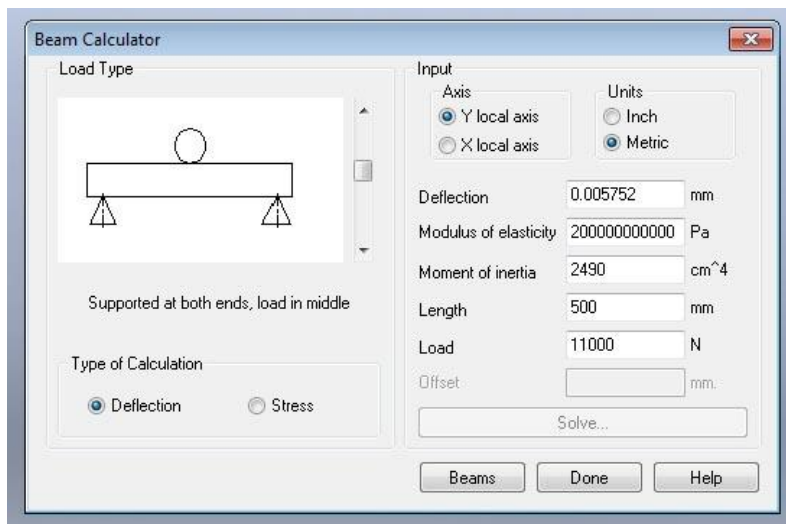 Beam Calculator
Load Type
Supported at both ends, load in middle
Type of Calculation
Deflection
Stress
Input
Axis
Y local axis
X local axis
Units
Inch
Metric
Deflection 0.005752 mm
Modulus of elasticity 200000000000 Pa
Moment of inertia 2490 cm^4
Length 500 mm
Load 11000 N
Offset mm.
Solve...
Beams Done Help